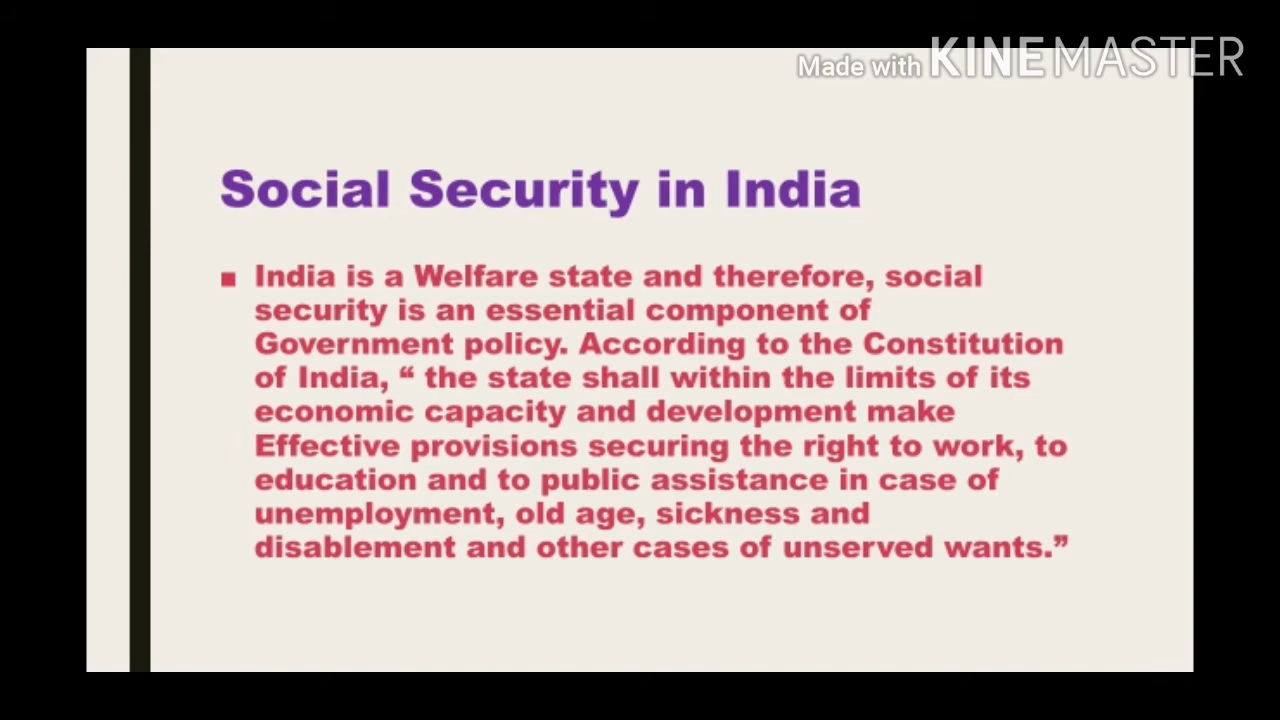 Made with KINEMASTER
Social Security in India
▪ India is a Welfare state and therefore, social
security is an essential component of
Government policy. According to the Constitution
of India, “ the state shall within the limits of its
economic capacity and development make
Effective provisions securing the right to work, to
education and to public assistance in case of
unemployment, old age, sickness and
disablement and other cases of unserved wants.”